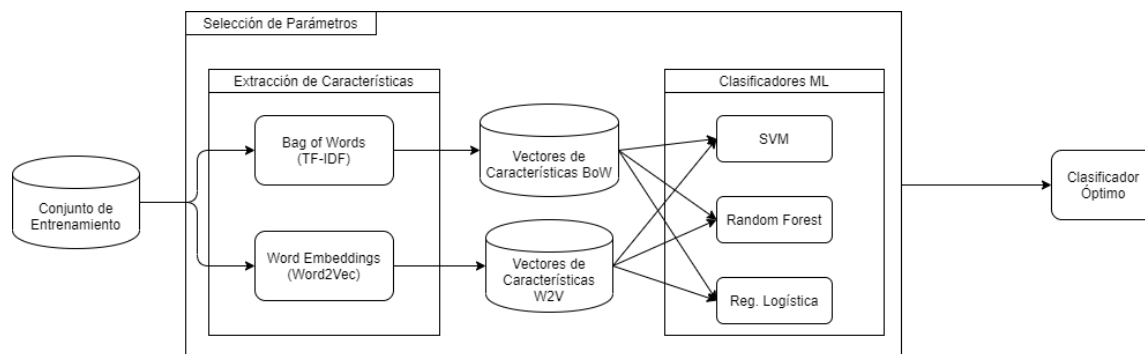 Selección de Parámetros
Extracción de Características
Clasificadores ML
Bag of Words
(TF-IDF)
Vectores de
Características BoW
SVM
Conjunto de
Entrenamiento
Clasificador
Óptimo
Random Forest
Word Embeddings
(Word2Vec)
Vectores de
Características
W2V
Reg. Logística